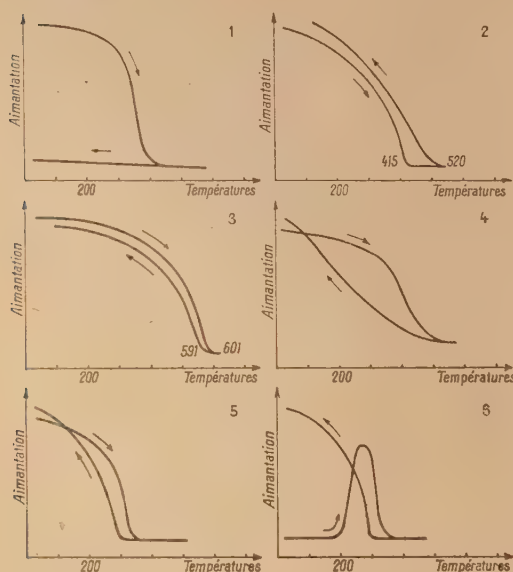 Aimantation
1
200
Températures
Aimantation
2
415
520
200
Températures
Aimantation
3
591
601
200
Températures
Aimantation
4
200
Températures
Aimantation
5
200
Températures
Aimantation
6
200
Températures